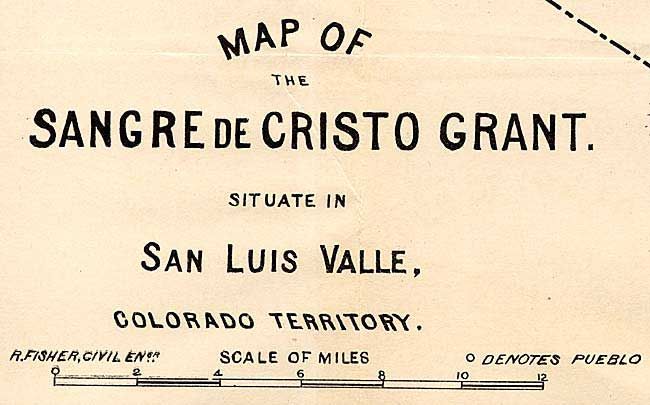 MAP OF
THE
SANGRE DE CRISTO GRANT.
SITUATE IN
SAN LUIS VALLE,
COLORADO TERRITORY.
R. FISHER, CIVIL ENGR SCALE OF MILES o DENOTES PUEBLO
0 2 4 6 8 10 12